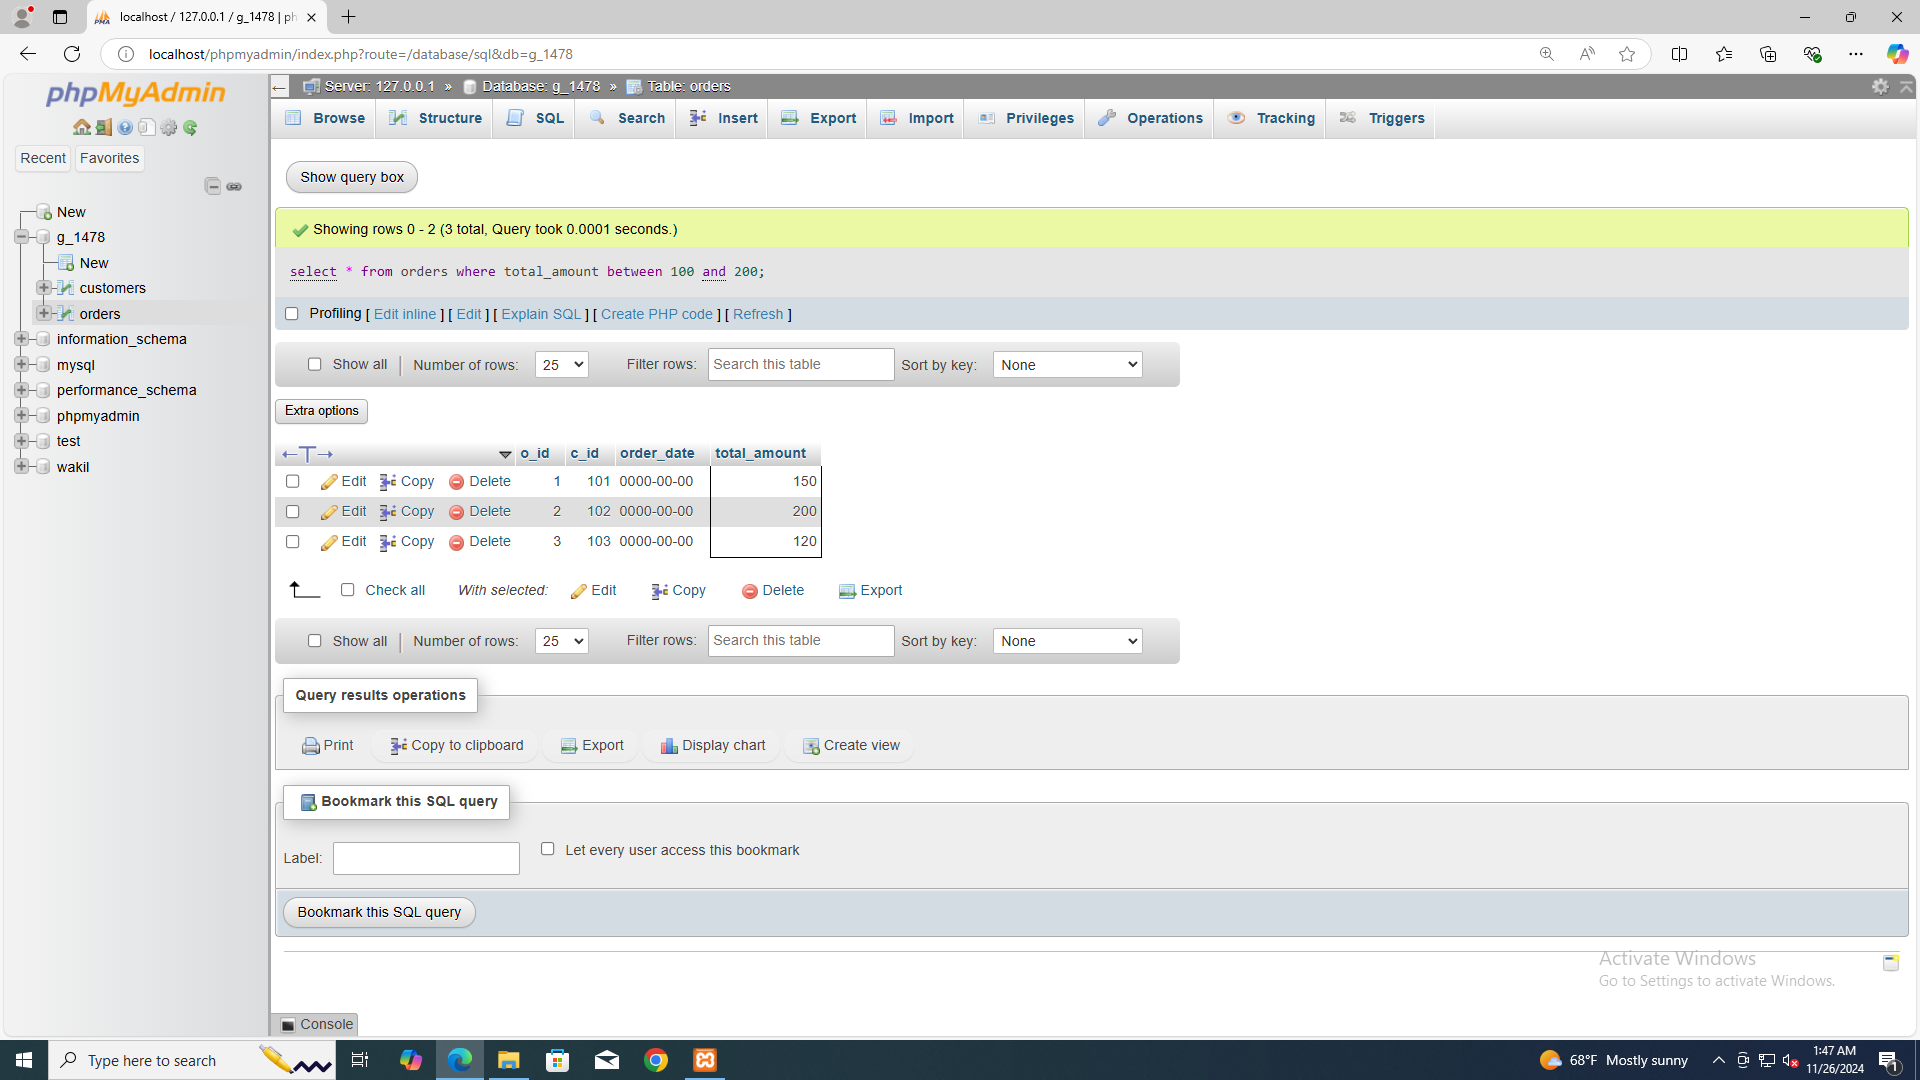 localhost / 127.0.0.1 / g_1478 | ph
localhost/phpmyadmin/index.php?route=/database/sql&db=g_1478
phpMyAdmin
Recent Favorites
New
g_1478
New
customers
orders
information_schema
mysql
performance_schema
phpmyadmin
test
wakil
Server: 127.0.0.1 » Database: g_1478 » Table: orders
Browse Structure SQL Search Insert Export Import Privileges Operations Tracking Triggers
Show query box
Showing rows 0 - 2 (3 total, Query took 0.0001 seconds.)
select * from orders where total_amount between 100 and 200;
Profiling [ Edit inline ] [ Edit ] [ Explain SQL ] [ Create PHP code ] [ Refresh ]
Show all | Number of rows: 25 Filter rows: Search this table Sort by key: None
Extra options
←T→ o_id c_id order_date total_amount
Edit Copy Delete 1 101 0000-00-00 150
Edit Copy Delete 2 102 0000-00-00 200
Edit Copy Delete 3 103 0000-00-00 120
Check all With selected: Edit Copy Delete Export
Show all | Number of rows: 25 Filter rows: Search this table Sort by key: None
Query results operations
Print Copy to clipboard Export Display chart Create view
Bookmark this SQL query
Label: Let every user access this bookmark
Bookmark this SQL query
Activate Windows
Go to Settings to activate Windows.
Console
Type here to search
68°F Mostly sunny
1:47 AM
11/26/2024
1